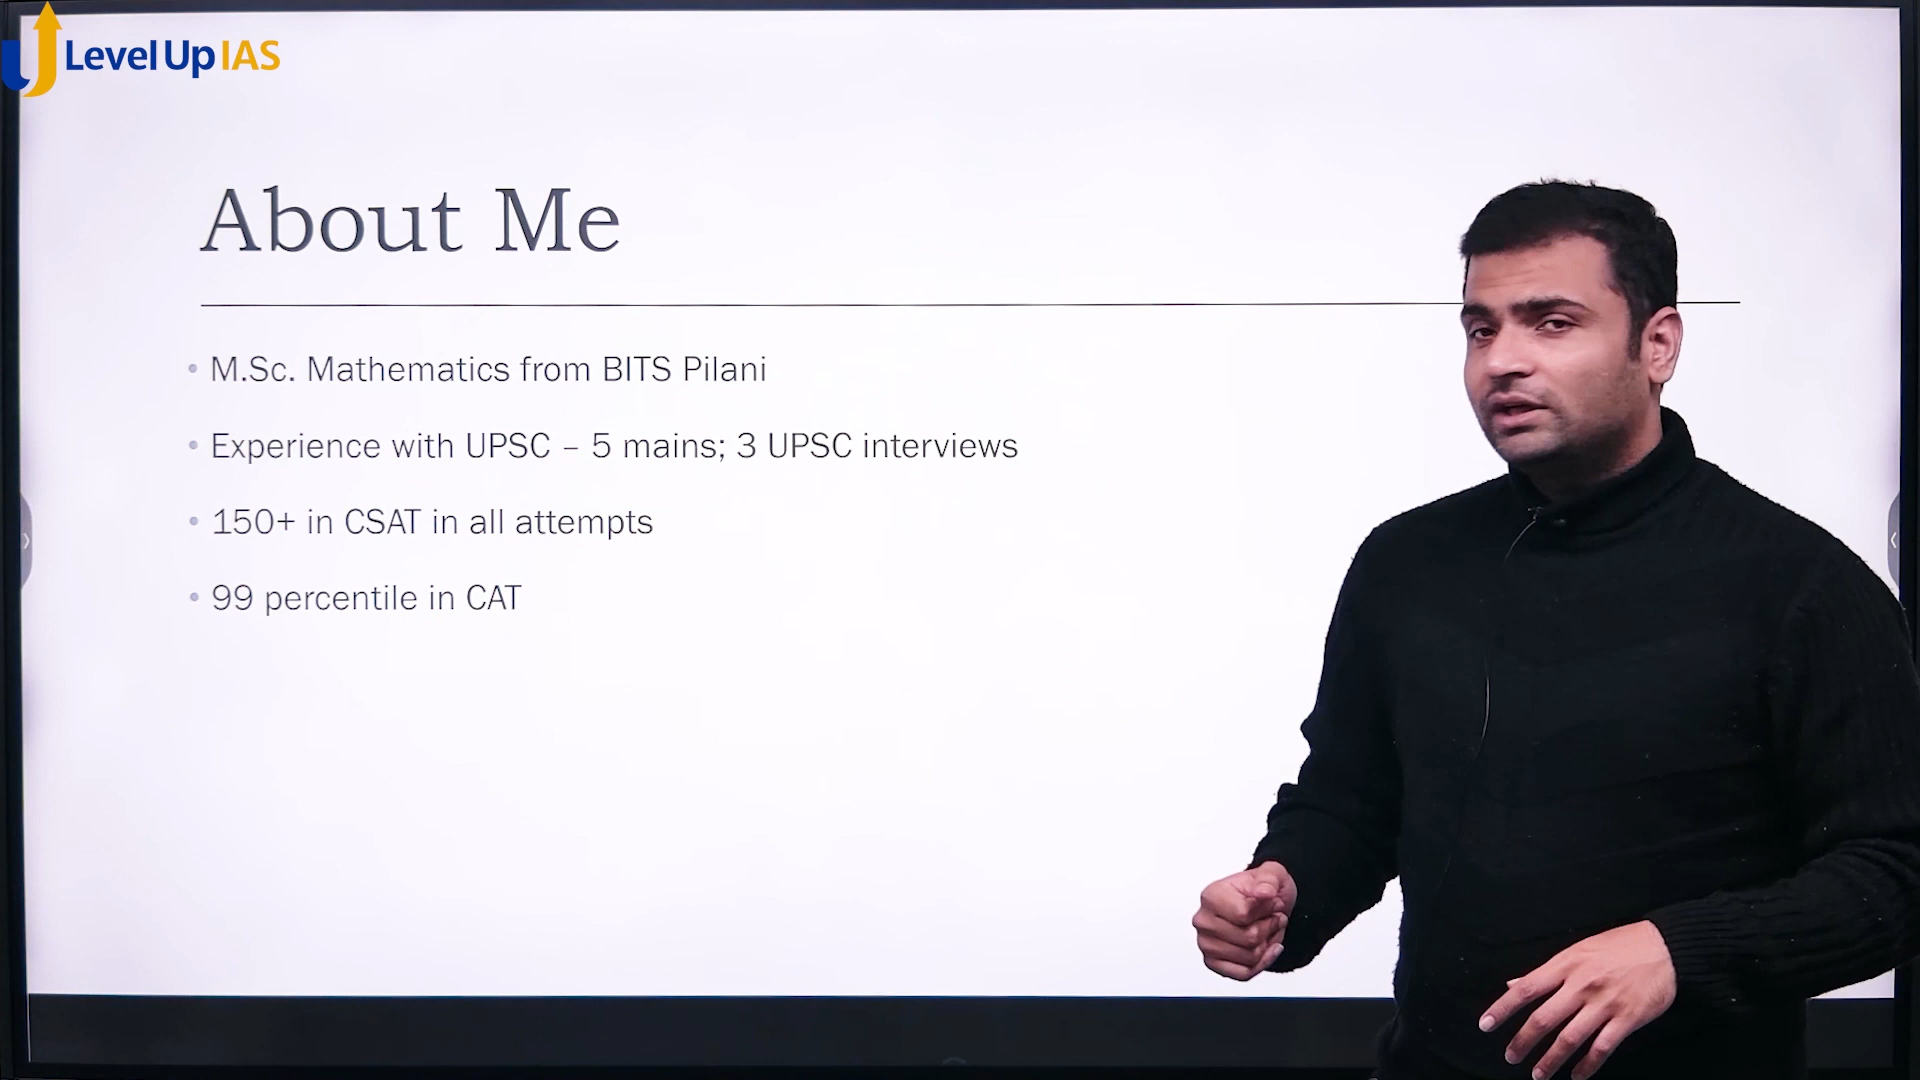 Level Up IAS
About Me
• M.Sc. Mathematics from BITS Pilani
• Experience with UPSC – 5 mains; 3 UPSC interviews
• 150+ in CSAT in all attempts
• 99 percentile in CAT